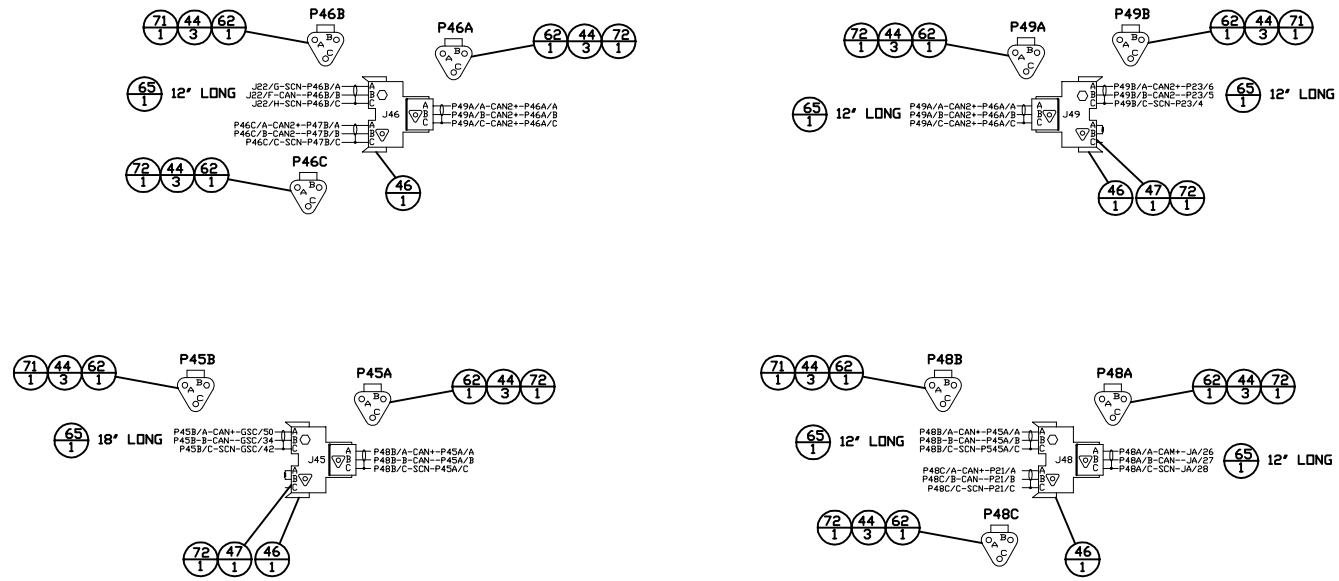 P46B
71 44 62
1 3 1
A B C
P46A
A B C
62 44 72
1 3 1
65
1
12" LONG
J22/G-SCN-P46B/A
J22/F-CAN--P46B/B
J22/H-SCN-P46B/C
A
B
C
J46
A
B
C
P49A/A-CAN2+-P46A/A
P49A/B-CAN2+-P46A/B
P49A/C-CAN2+-P46A/C
P46C/A-CAN2+-P47B/A
P46C/B-CAN2--P47B/B
P46C/C-SCN-P47B/C
A
B
C
P46C
72 44 62
1 3 1
A B C
46
1
P49A
72 44 62
1 3 1
A B C
P49B
A B C
62 44 71
1 3 1
65
1
12" LONG
P49A/A-CAN2+-P46A/A
P49A/B-CAN2+-P46A/B
P49A/C-CAN2+-P46A/C
A
B
C
J49
A
B
C
P49B/A-CAN2+-P23/6
P49B/B-CAN2--P23/5
P49B/C-SCN-P23/4
65
1
12" LONG
A
B
C
46 47 72
1 1 1
P45B
71 44 62
1 3 1
A B C
P45A
A B C
62 44 72
1 3 1
65
1
18" LONG
P45B/A-CAN+-GSC/50
P45B-B-CAN--GSC/34
P45B/C-SCN-GSC/42
A
B
C
J45
A
B
C
P48B/A-CAN+-P45A/A
P48B-B-CAN--P45A/B
P48B/C-SCN-P45A/C
A
B
C
72 47 46
1 1 1
P48B
71 44 62
1 3 1
A B C
P48A
A B C
62 44 72
1 3 1
65
1
12" LONG
P48B/A-CAN+-P45A/A
P48B-B-CAN--P45A/B
P48B/C-SCN-P545A/C
A
B
C
J48
A
B
C
P48A/A-CAM+-JA/26
P48A/B-CAN--JA/27
P48A/C-SCN-JA/28
65
1
12" LONG
P48C/A-CAN+-P21/A
P48C/B-CAN--P21/B
P48C/C-SCN-P21/C
A
B
C
P48C
72 44 62
1 3 1
A B C
46
1